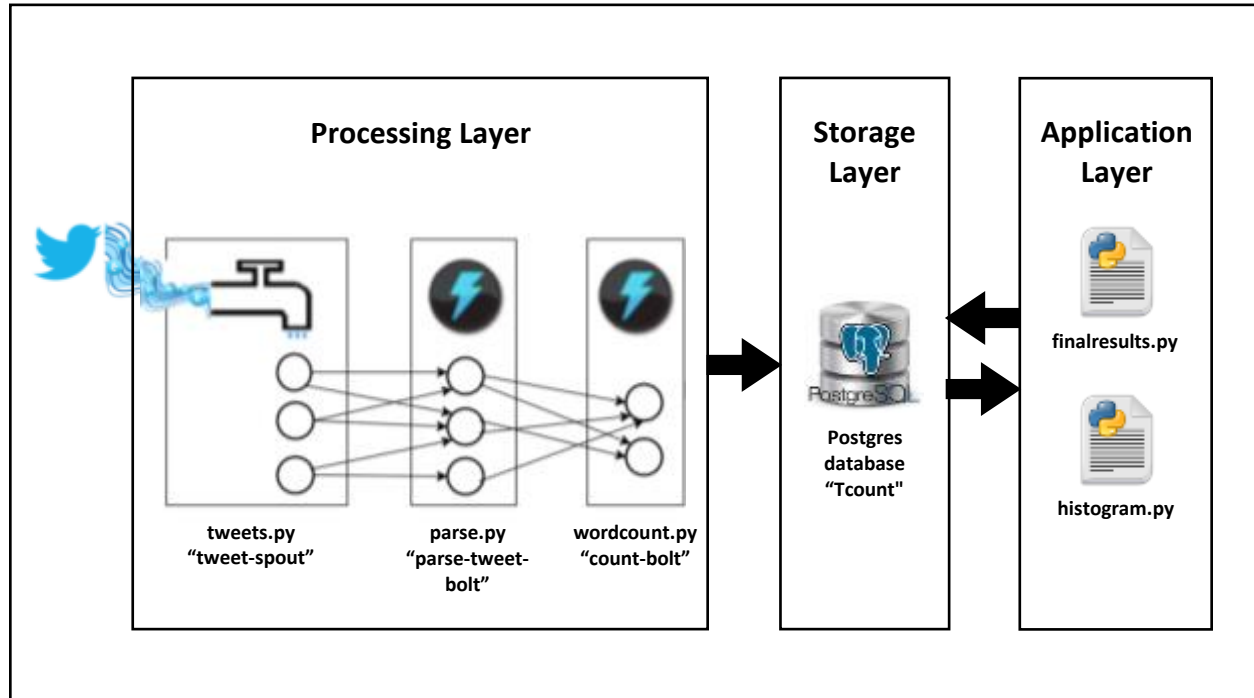 Processing Layer
tweets.py
“tweet-spout”
parse.py
“parse-tweet-
bolt”
wordcount.py
“count-bolt”
Storage
Layer
PostgreSQL
Postgres
database
“Tcount"
Application
Layer
finalresults.py
histogram.py